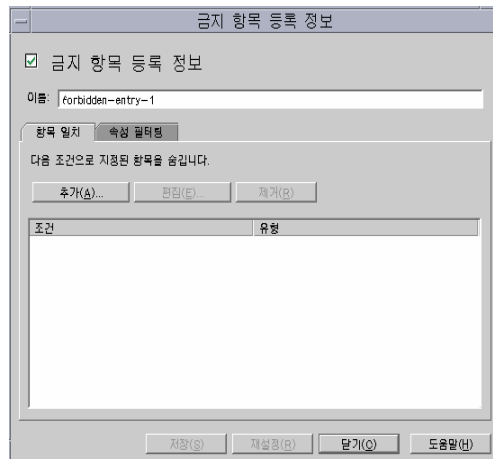 금지 항목 등록 정보
금지 항목 등록 정보
이름: forbidden-entry-1
항목 일치 속성 필터링
다음 조건으로 지정된 항목을 숨깁니다.
추가(A)... 편집(E)... 제거(R)
조건 유형
저장(S) 재설정(R) 닫기(C) 도움말(H)